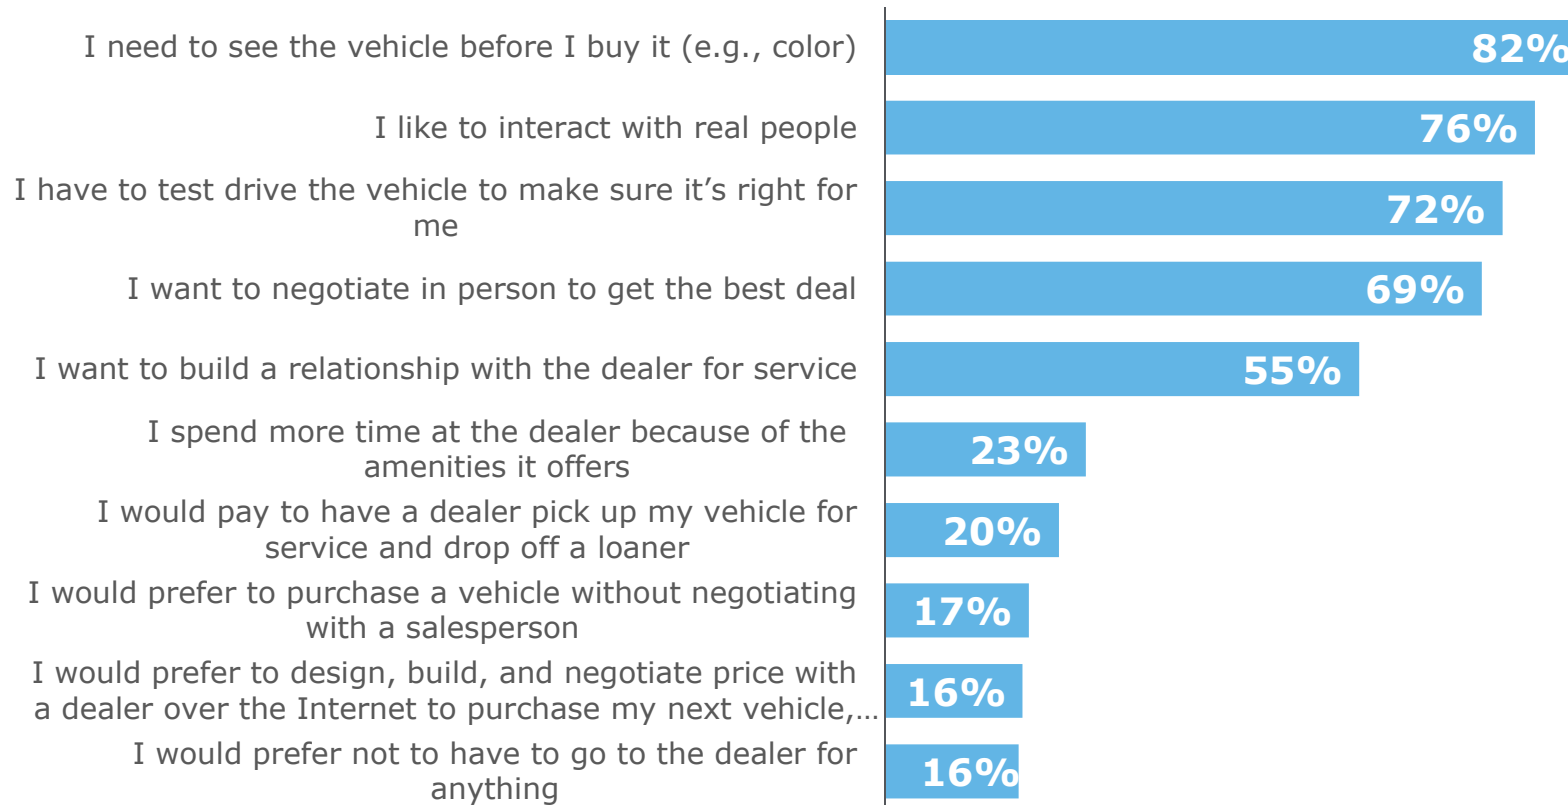 I need to see the vehicle before I buy it (e.g., color)
82%
I like to interact with real people
76%
I have to test drive the vehicle to make sure it’s right for
me
72%
I want to negotiate in person to get the best deal
69%
I want to build a relationship with the dealer for service
55%
I spend more time at the dealer because of the
amenities it offers
23%
I would pay to have a dealer pick up my vehicle for
service and drop off a loaner
20%
I would prefer to purchase a vehicle without negotiating
with a salesperson
17%
I would prefer to design, build, and negotiate price with
a dealer over the Internet to purchase my next vehicle,…
16%
I would prefer not to have to go to the dealer for
anything
16%